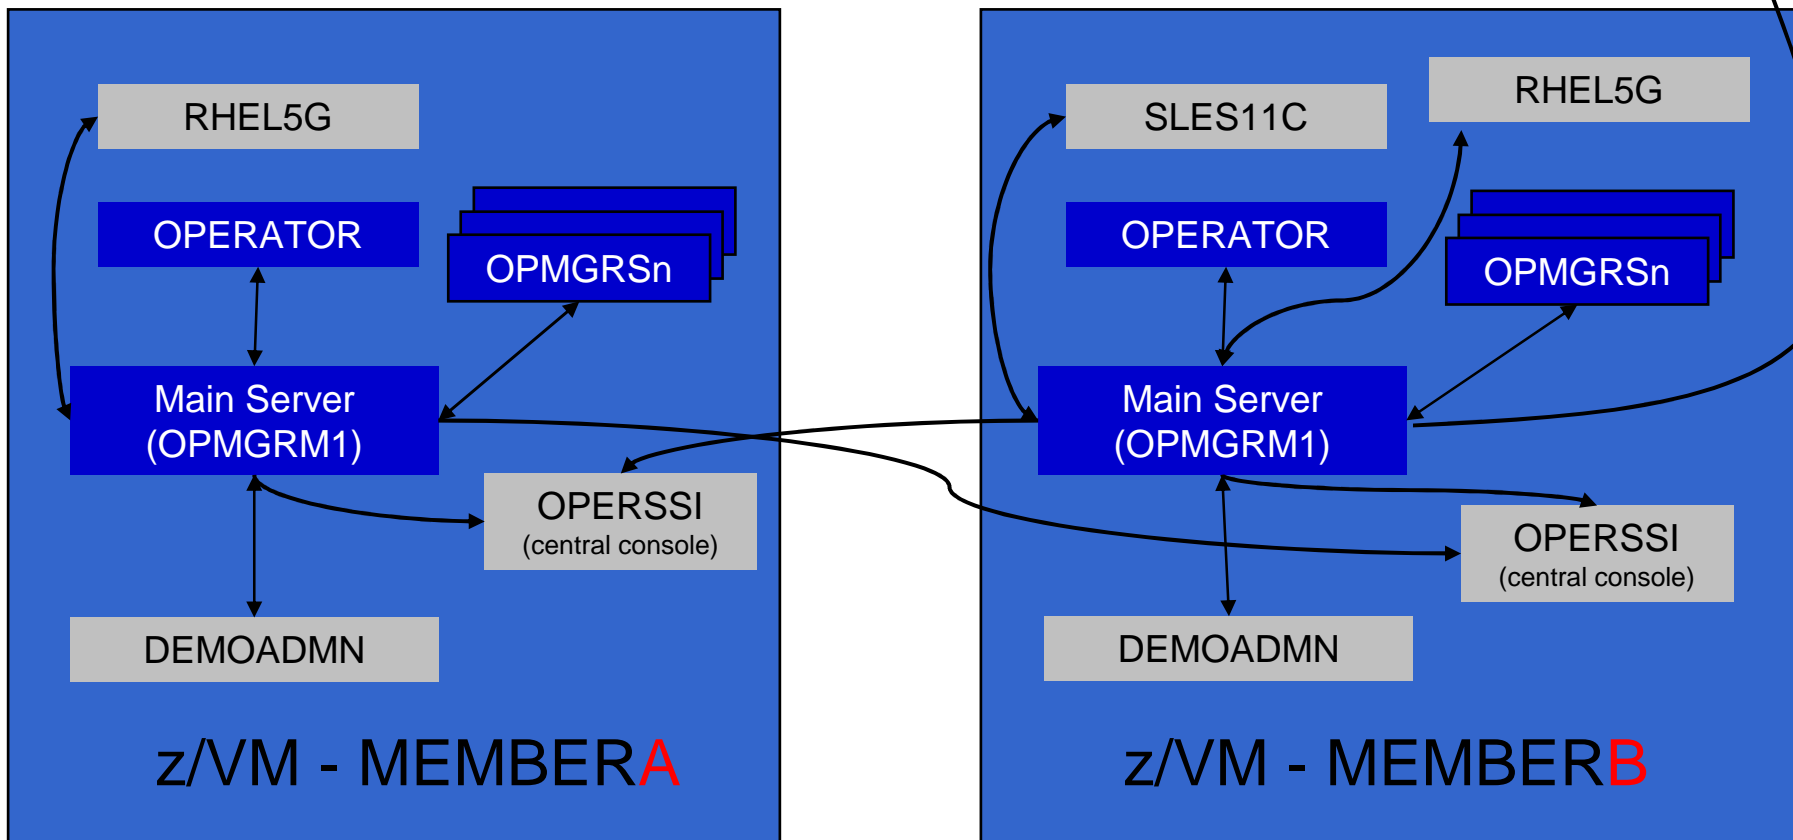 RHEL5G
OPERATOR
OPMGRSn
Main Server
(OPMGRM1)
OPERSSI
(central console)
DEMOADMN
z/VM - MEMBERA
SLES11C
RHEL5G
OPERATOR
OPMGRSn
Main Server
(OPMGRM1)
OPERSSI
(central console)
DEMOADMN
z/VM - MEMBERB